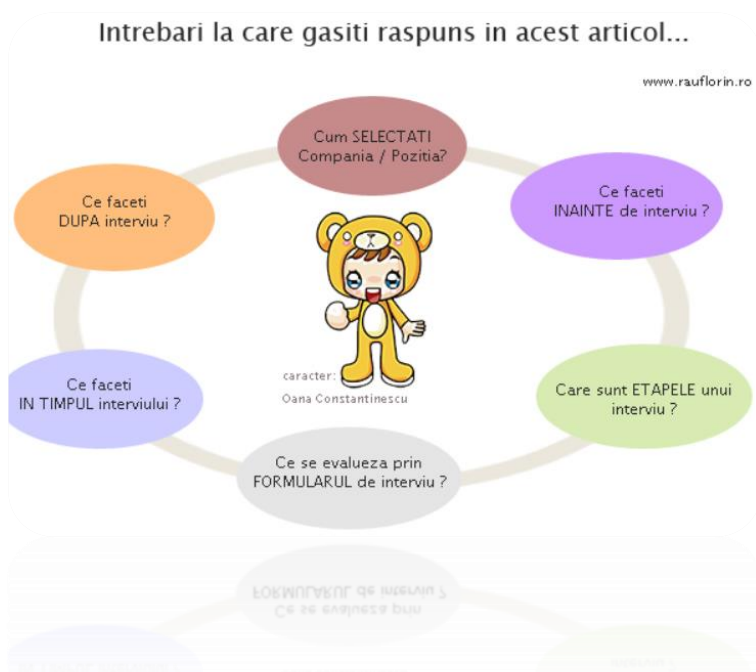 Intrebari la care gasiti raspuns in acest articol...
www.rauflorin.ro
Cum SELECTATI
Compania / Pozitia?
Ce faceti
INAINTE de interviu ?
Care sunt ETAPELE unui
interviu ?
Ce se evalueza prin
FORMULARUL de interviu ?
Ce faceti
IN TIMPUL interviului ?
Ce faceti
DUPA interviu ?
caracter:
Oana Constantinescu